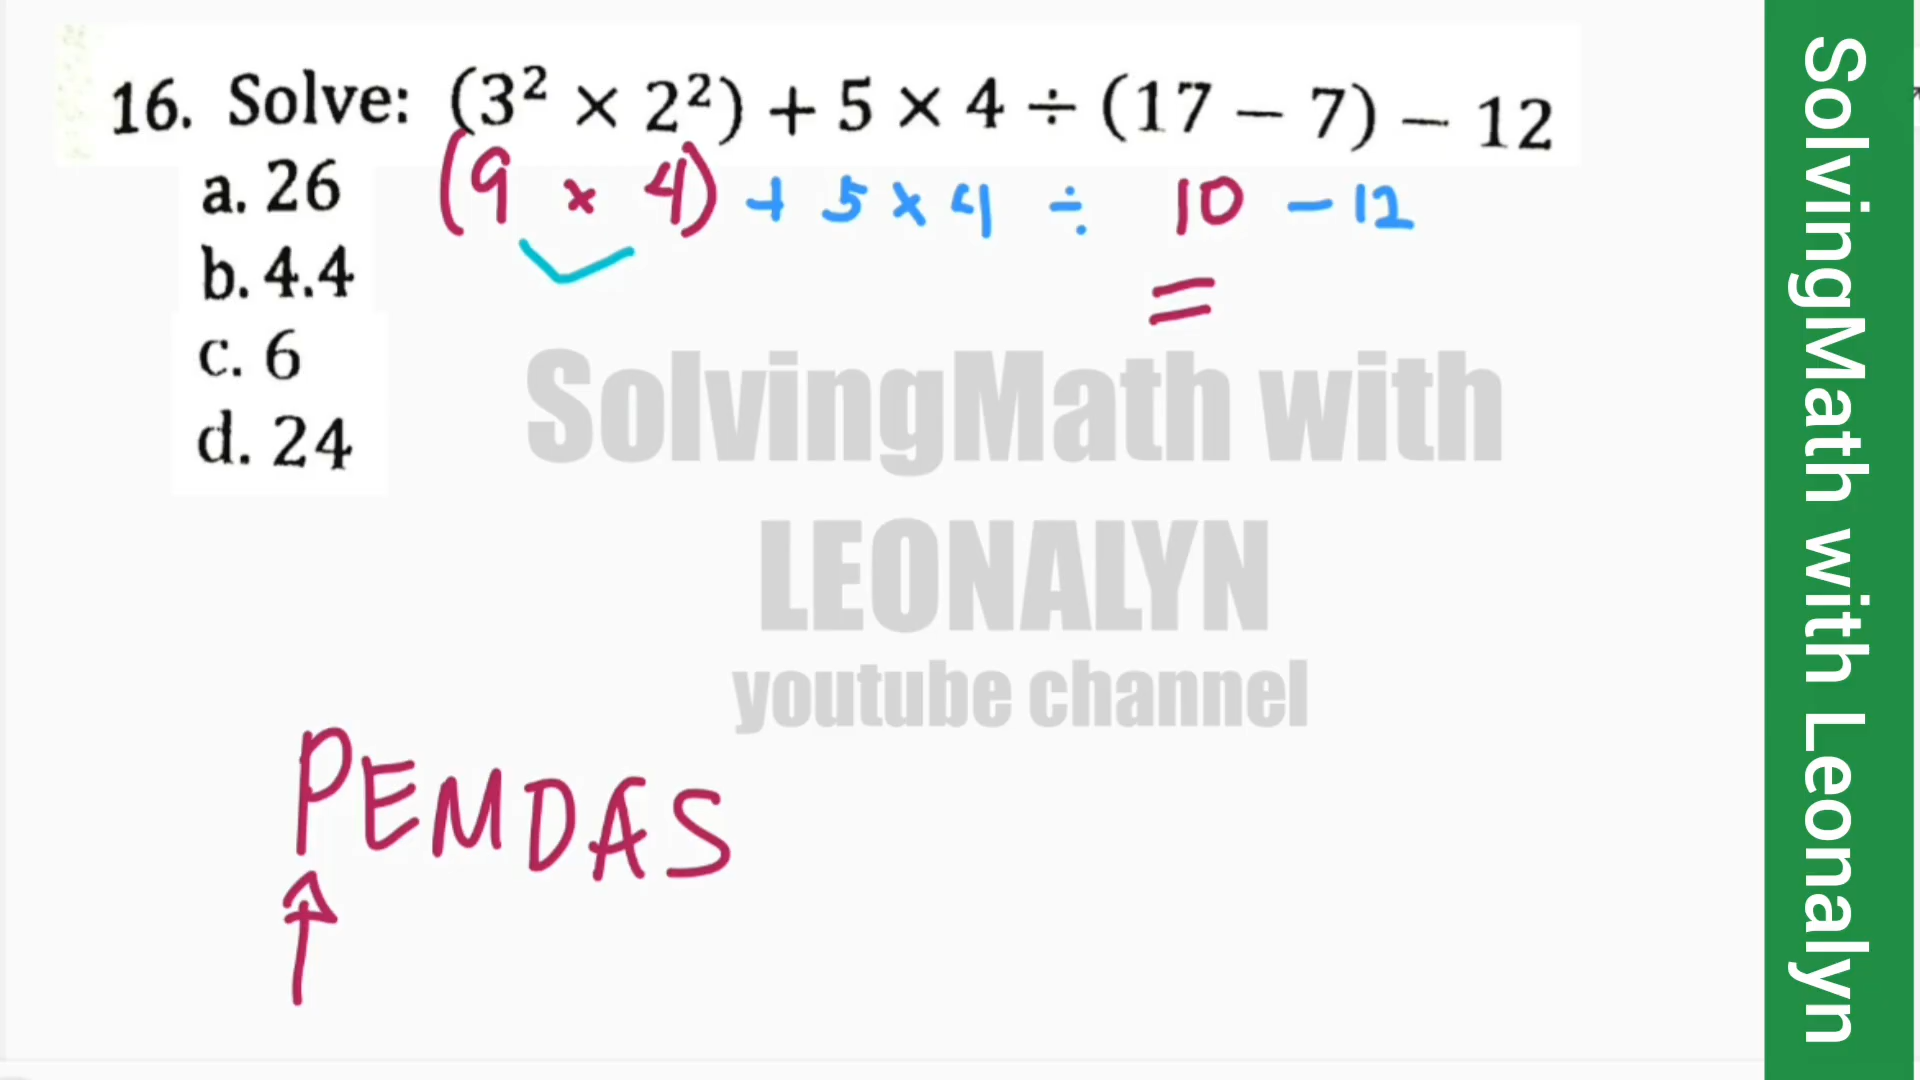 16. Solve: (3² × 2²) + 5 × 4 ÷ (17 − 7) − 12
(9 × 4) + 5 × 4 ÷ 10 − 12
a. 26
b. 4.4
=
c. 6
d. 24
SolvingMath with
LEONALYN
youtube channel
PEMDAS
SolvingMath with Leonalyn